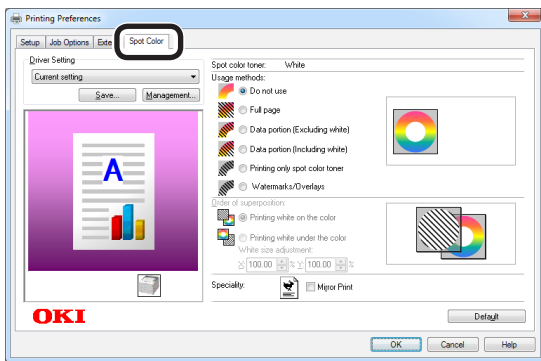 Printing Preferences
Setup Job Options Exte Spot Color
Driver Setting
Current setting
Save... Management...
A
OKI
Spot color toner: White
Usage methods:
Do not use
Full page
Data portion (Excluding white)
Data portion (Including white)
Printing only spot color toner
Watermarks/Overlays
Order of superposition:
Printing white on the color
Printing white under the color
White size adjustment:
X: 100.00 % Y: 100.00 %
Speciality: Mirror Print
Default
OK Cancel Help